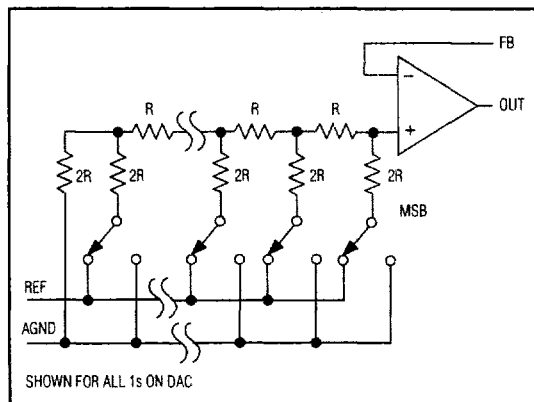 FB
OUT
R R R
2R 2R 2R 2R 2R
MSB
REF
AGND
SHOWN FOR ALL 1s ON DAC